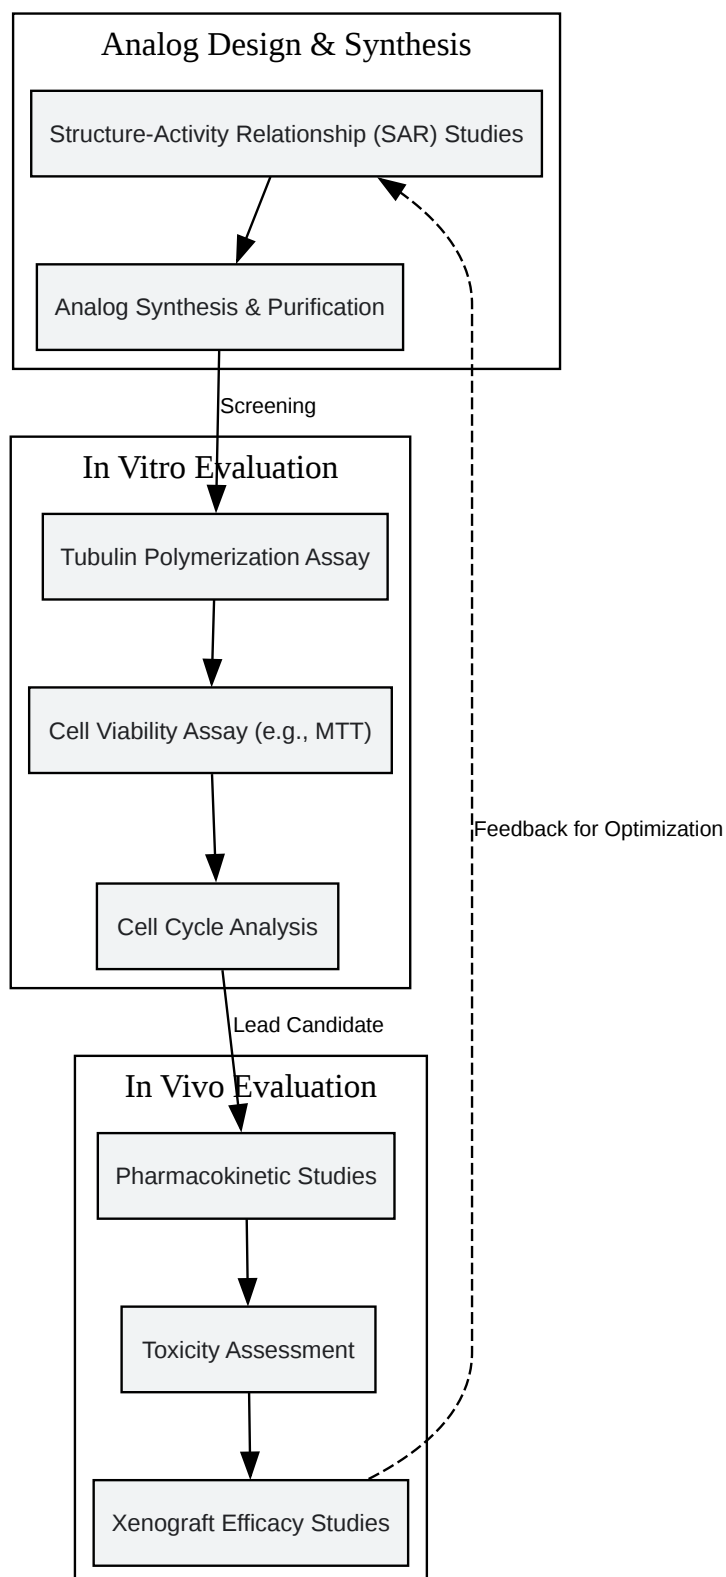 Analog Design & Synthesis
Structure-Activity Relationship (SAR) Studies
Analog Synthesis & Purification
Screening
In Vitro Evaluation
Tubulin Polymerization Assay
Cell Viability Assay (e.g., MTT)
Feedback for Optimization
Cell Cycle Analysis
Lead Candidate
In Vivo Evaluation
Pharmacokinetic Studies
Toxicity Assessment
Xenograft Efficacy Studies